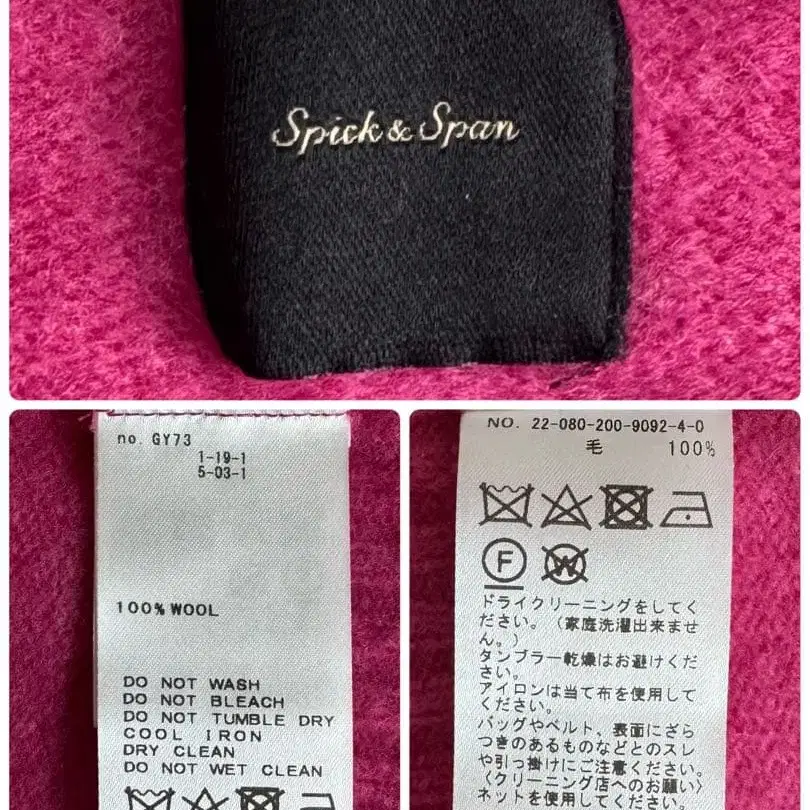 Spick & Span
no. GY73
1-19-1
5-03-1
100% WOOL
DO NOT WASH
DO NOT BLEACH
DO NOT TUMBLE DRY
COOL IRON
DRY CLEAN
DO NOT WET CLEAN
NO. 22-080-200-9092-4-0
毛 100%
F W
ドライクリーニングをしてく
ださい。(家庭洗濯出来ませ
ん。)
タンブラー乾燥はお避けくだ
さい。
アイロンは当て布を使用して
ください。
バッグやベルト、表面にざら
つきのあるものなどとのスレ
や引っ掛けにご注意ください。
〈クリーニング店へのお願い〉
ネットを使用してください。